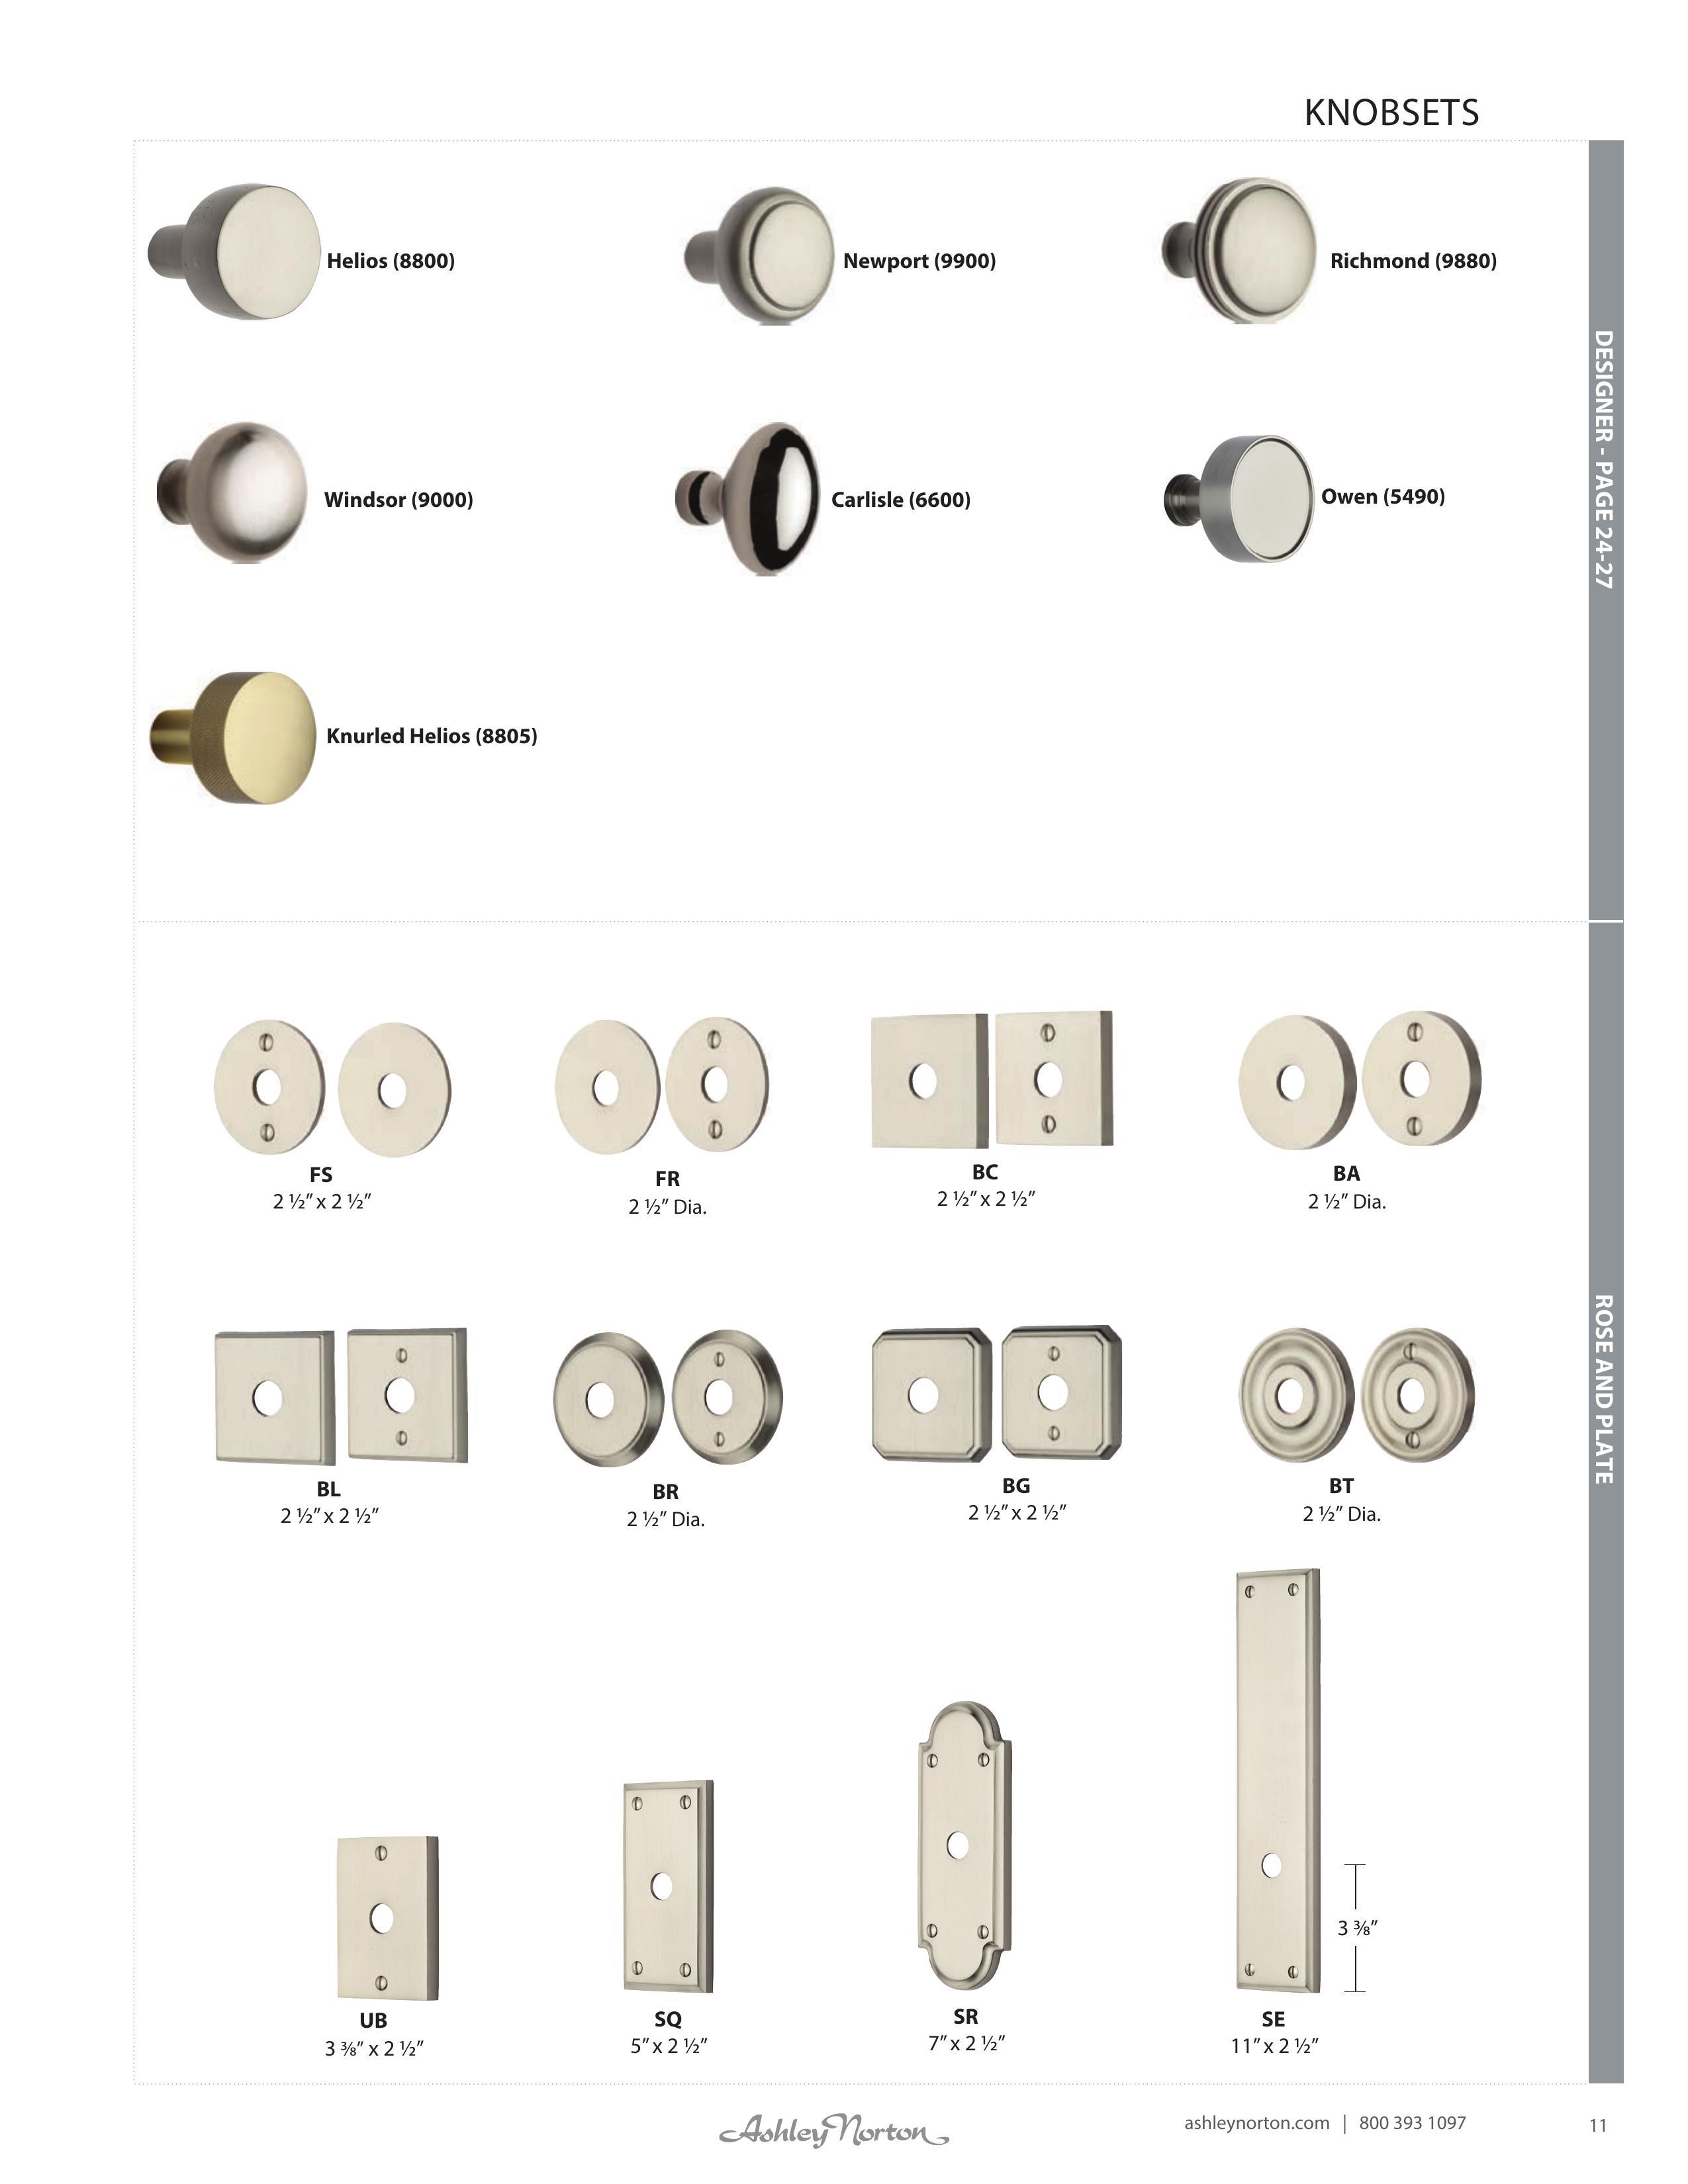 KNOBSETS
Helios (8800)
Newport (9900)
Richmond (9880)
Windsor (9000)
Carlisle (6600)
Owen (5490)
Knurled Helios (8805)
DESIGNER - PAGE 24-27
FS
2 ½” x 2 ½”
FR
2 ½” Dia.
BC
2 ½” x 2 ½”
BA
2 ½” Dia.
BL
2 ½” x 2 ½”
BR
2 ½” Dia.
BG
2 ½” x 2 ½”
BT
2 ½” Dia.
3 ⅜”
UB
3 ⅜” x 2 ½”
SQ
5” x 2 ½”
SR
7” x 2 ½”
SE
11” x 2 ½”
ROSE AND PLATE
Ashley Norton
ashleynorton.com | 800 393 1097
11